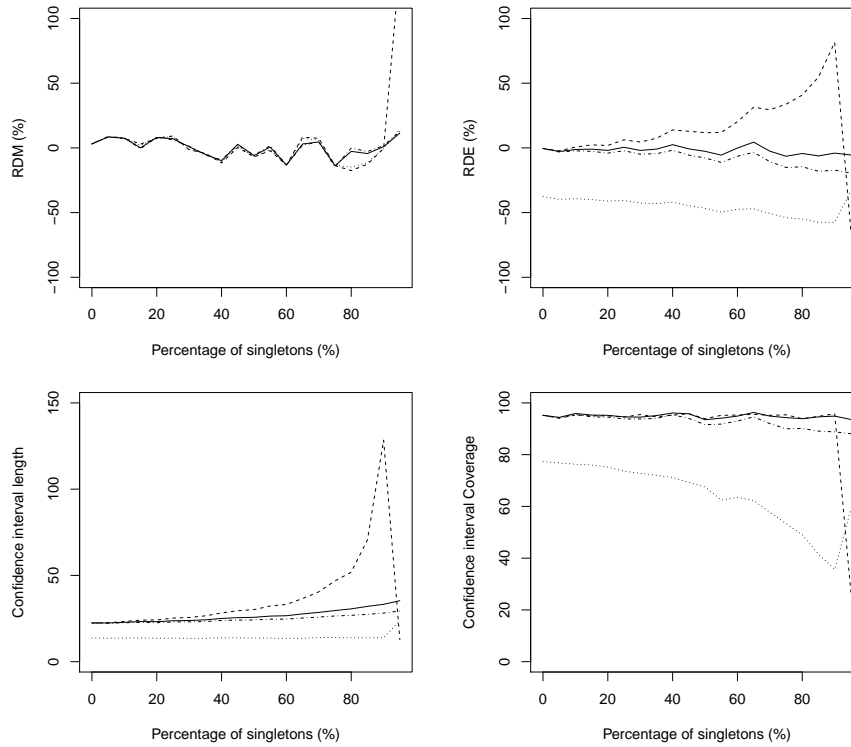 RDM (%)
100
50
0
−50
−100
0 20 40 60 80
Percentage of singletons (%)
RDE (%)
100
50
0
−50
−100
0 20 40 60 80
Percentage of singletons (%)
Confidence interval length
150
100
50
0
0 20 40 60 80
Percentage of singletons (%)
Confidence interval Coverage
100
80
60
40
20
0
0 20 40 60 80
Percentage of singletons (%)